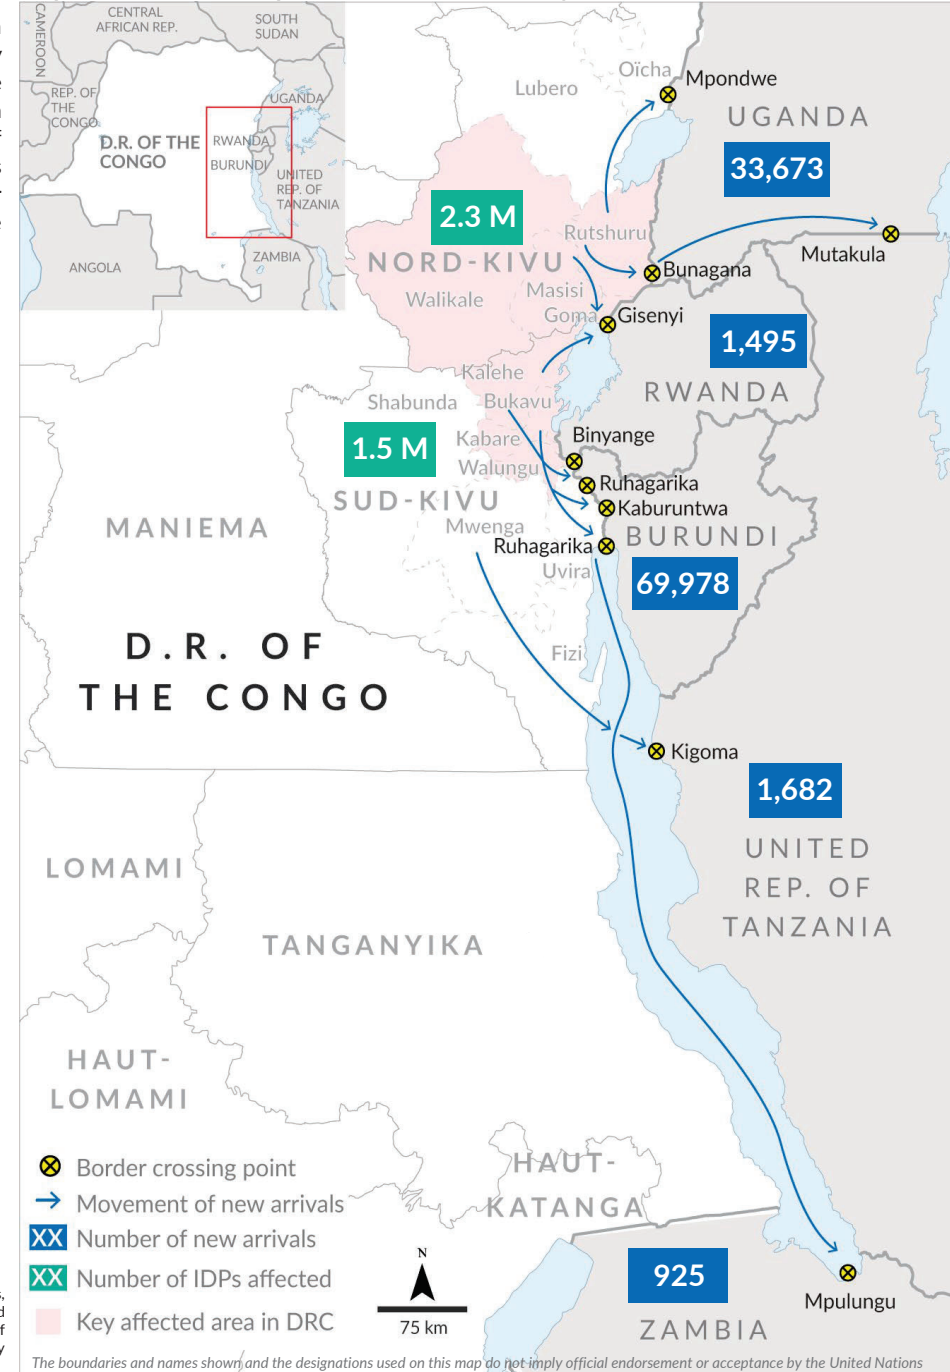 CAMEROON
CENTRAL
AFRICAN REP.
SOUTH
SUDAN
REP. OF
THE
CONGO
UGANDA
D.R. OF THE
CONGO
RWANDA
BURUNDI
UNITED
REP. OF
TANZANIA
ANGOLA
ZAMBIA
Oïcha
Lubero
Mpondwe
UGANDA
33,673
2.3 M
Rutshuru
NORD-KIVU
Mutakula
Bunagana
Masisi
Walikale
Goma
Gisenyi
1,495
RWANDA
Kalehe
Shabunda
Bukavu
1.5 M
Kabare
Binyange
Walungu
Ruhagarika
SUD-KIVU
Kaburuntwa
MANIEMA
Mwenga
BURUNDI
Ruhagarika
Uvira
69,978
D.R. OF
THE CONGO
Fizi
Kigoma
1,682
UNITED
REP. OF
TANZANIA
LOMAMI
TANGANYIKA
HAUT-
LOMAMI
HAUT-
KATANGA
Border crossing point
Movement of new arrivals
XX Number of new arrivals
XX Number of IDPs affected
Key affected area in DRC
N
75 km
925
Mpulungu
ZAMBIA
The boundaries and names shown and the designations used on this map do not imply official endorsement or acceptance by the United Nations